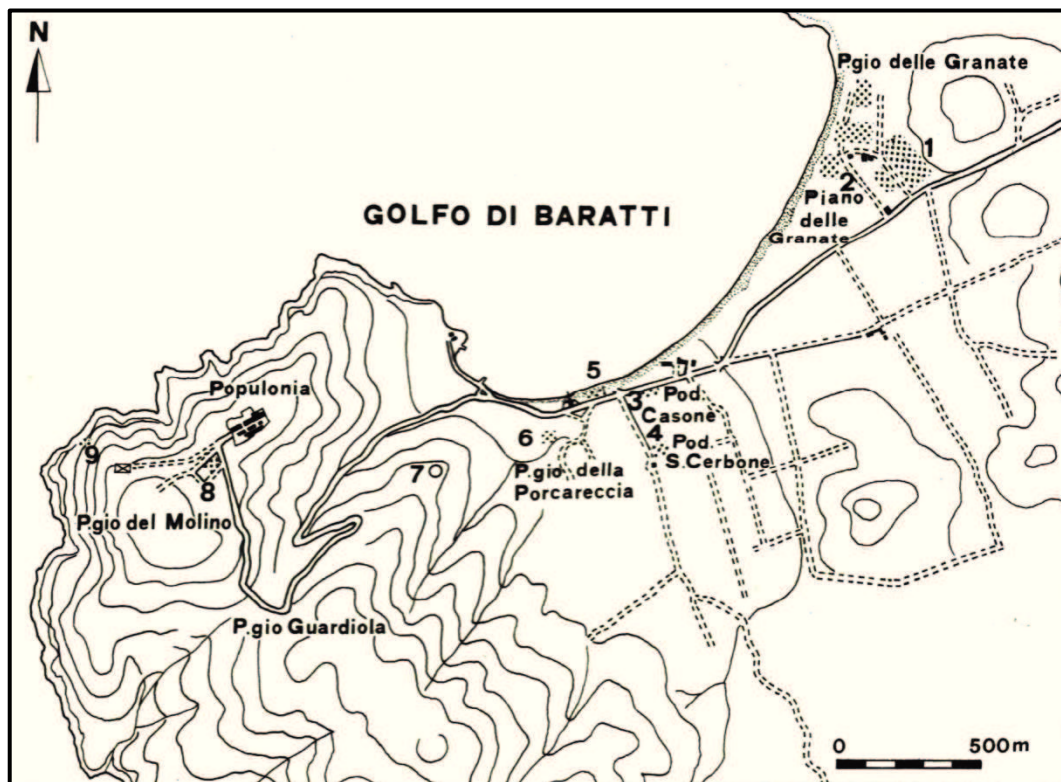 N
P.gio delle Granate
1
2
Piano
delle
Granate
GOLFO DI BARATTI
5
Populonia
3
Pod.
Casone
4
Pod.
S.Cerbone
6
9
7
P.gio della
Porcareccia
8
P.gio del Molino
P.gio Guardiola
0
500m